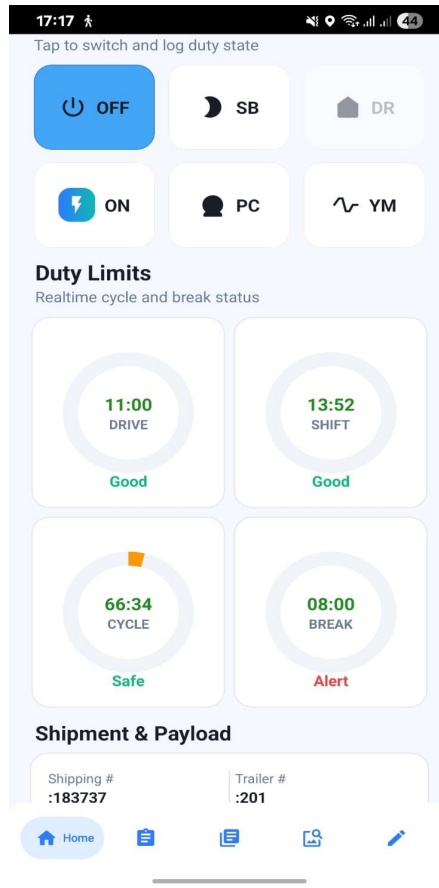 17:17
44
Tap to switch and log duty state
OFF
SB
DR
ON
PC
YM
Duty Limits
Realtime cycle and break status
11:00
DRIVE
Good
13:52
SHIFT
Good
66:34
CYCLE
Safe
08:00
BREAK
Alert
Shipment & Payload
Shipping #
:183737
Trailer #
:201
Home